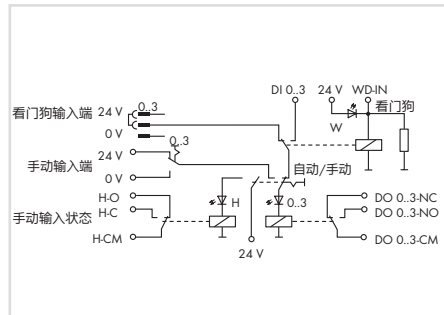 DI 0..3 24 V WD-IN
看门狗输入端 24 V 0..3 看门狗
0 V W
0..3
手动输入端 24 V
自动/手动
0 V
H-O H 0..3 DO 0..3-NC
手动输入状态 H-C DO 0..3-NO
H-CM DO 0..3-CM
24 V